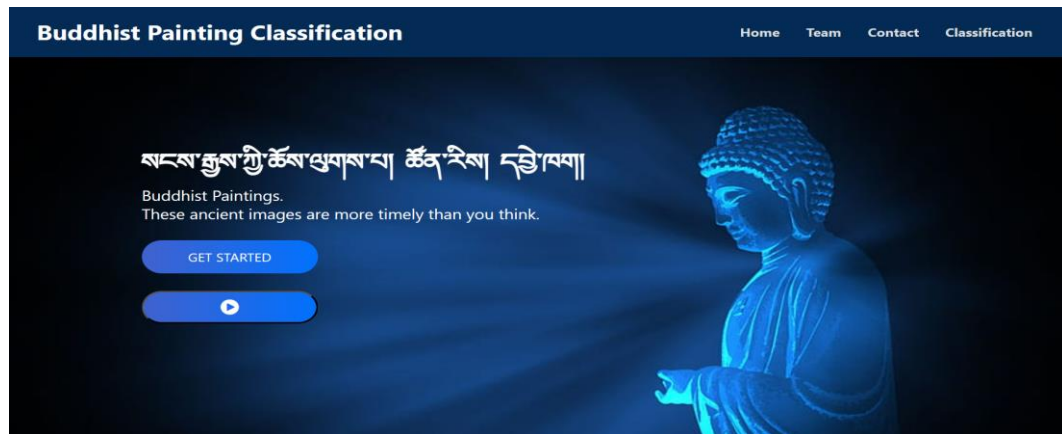 Buddhist Painting Classification
Home Team Contact Classification
སངས་རྒྱས་ཀྱི་ཆོས་ལུགས་པ། ཚོན་རིས། དབྱེ་ཁག།
Buddhist Paintings.
These ancient images are more timely than you think.
GET STARTED